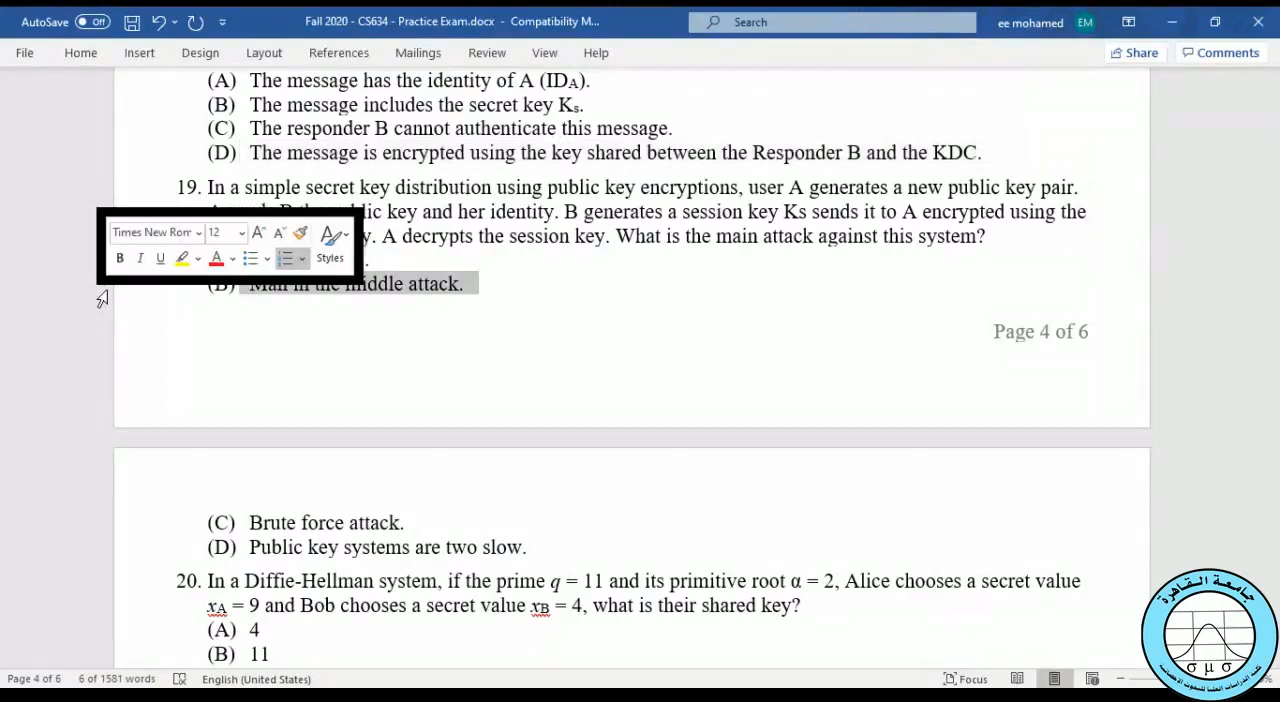 AutoSave Off Fall 2020 - CS634 - Practice Exam.docx - Compatibility M... Search ee mohamed EM
File Home Insert Design Layout References Mailings Review View Help Share Comments
(A) The message has the identity of A (IDA).
(B) The message includes the secret key Ks.
(C) The responder B cannot authenticate this message.
(D) The message is encrypted using the key shared between the Responder B and the KDC.
19. In a simple secret key distribution using public key encryptions, user A generates a new public key pair.
key and her identity. B generates a session key Ks sends it to A encrypted using the
A decrypts the session key. What is the main attack against this system?
Times New Ror 12
B I U Styles
(B) Man in the middle attack.
Page 4 of 6
(C) Brute force attack.
(D) Public key systems are two slow.
20. In a Diffie-Hellman system, if the prime q = 11 and its primitive root α = 2, Alice chooses a secret value
xA = 9 and Bob chooses a secret value xB = 4, what is their shared key?
(A) 4
(B) 11
جامعة القاهرة
σ μ σ
Page 4 of 6 6 of 1581 words English (United States) Focus